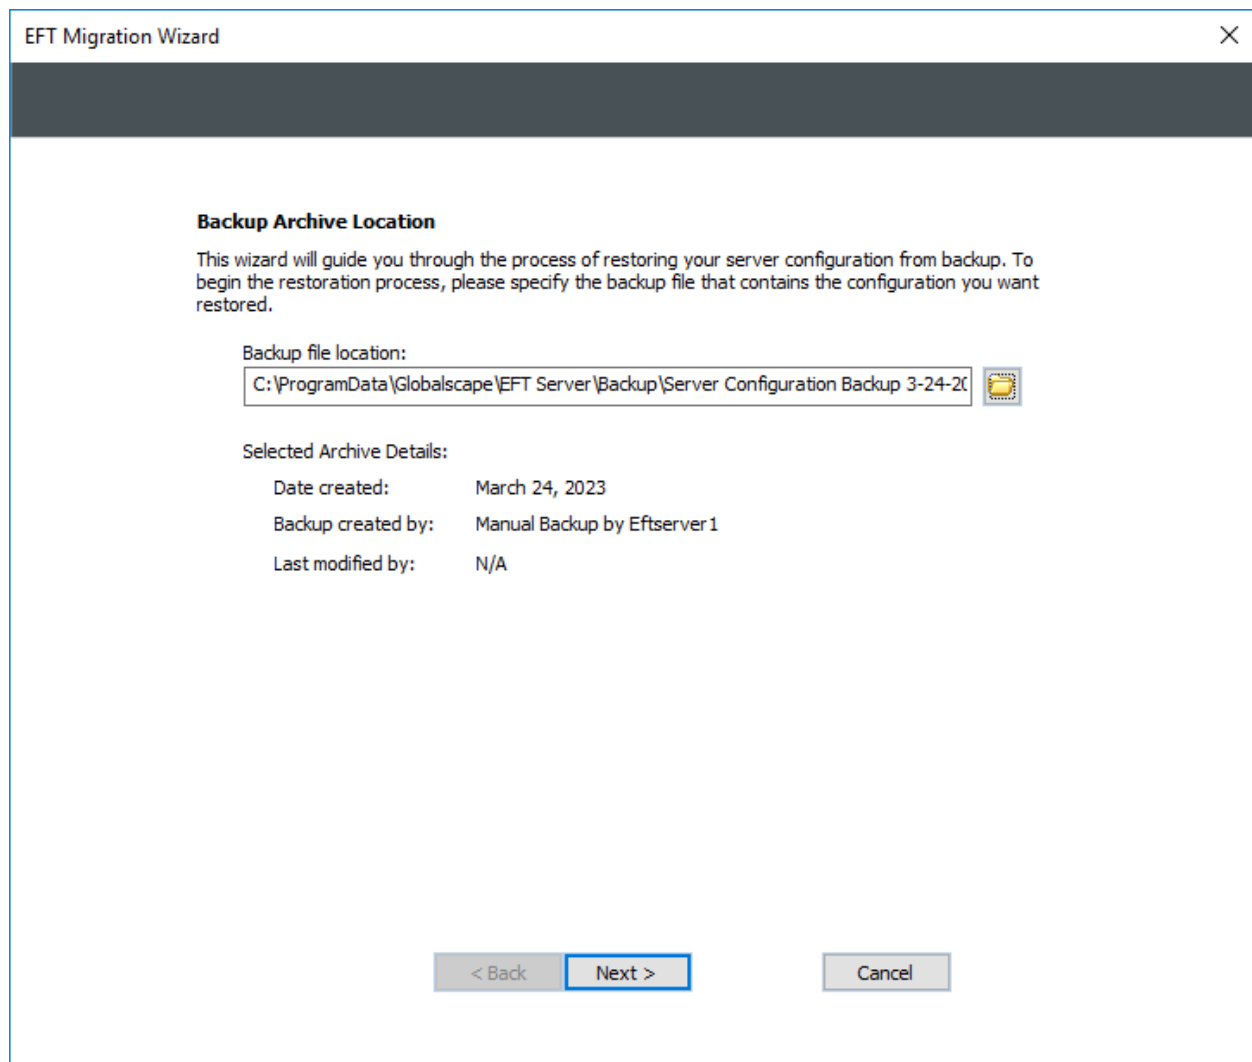 EFT Migration Wizard
Backup Archive Location
This wizard will guide you through the process of restoring your server configuration from backup. To
begin the restoration process, please specify the backup file that contains the configuration you want
restored.
Backup file location:
C:\ProgramData\Globalscape\EFT Server\Backup\Server Configuration Backup 3-24-20
Selected Archive Details:
Date created: March 24, 2023
Backup created by: Manual Backup by Eftserver1
Last modified by: N/A
< Back Next > Cancel